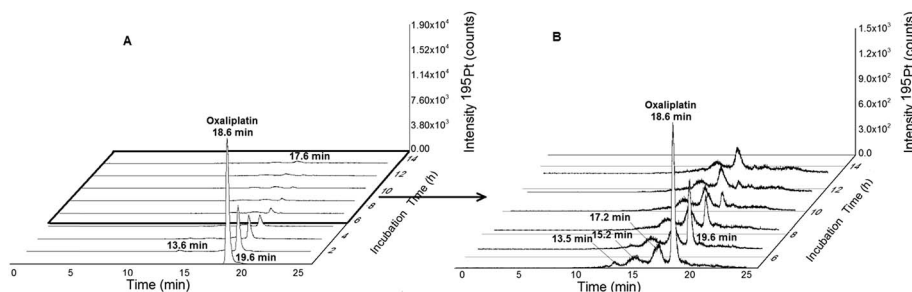 A
Oxaliplatin
18.6 min
17.6 min
13.6 min
19.6 min
0 5 10 15 20 25
Time (min)
2 4 6 8 10 12 14
Incubation Time (h)
1.90x10⁴
1.52x10⁴
1.14x10⁴
7.60x10³
3.80x10³
0.00
Intensity ¹⁹⁵Pt (counts)
B
Oxaliplatin
18.6 min
17.2 min
15.2 min
13.5 min
19.6 min
0 5 10 15 20 25
Time (min)
6 8 10 12 14
Incubation Time (h)
1.5x10³
1.2x10³
9.0x10²
6.0x10²
3.0x10²
0.0
Intensity ¹⁹⁵Pt (counts)